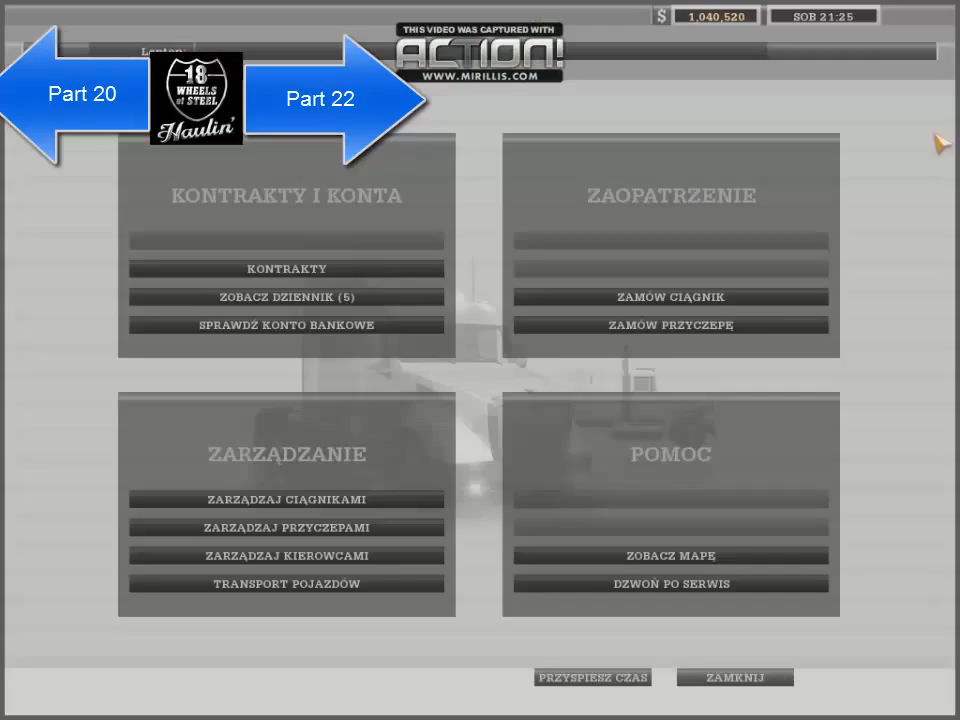 $ 1,040,520 SOB 21:25
THIS VIDEO WAS CAPTURED WITH
ACTION!
WWW.MIRILLIS.COM
Part 20
18
WHEELS
of STEEL
Haulin'
Part 22
KONTRAKTY I KONTA
KONTRAKTY
ZOBACZ DZIENNIK (5)
SPRAWDŹ KONTO BANKOWE
ZAOPATRZENIE
ZAMÓW CIĄGNIK
ZAMÓW PRZYCZEPĘ
ZARZĄDZANIE
ZARZĄDZAJ CIĄGNIKAMI
ZARZĄDZAJ PRZYCZEPAMI
ZARZĄDZAJ KIEROWCAMI
TRANSPORT POJAZDÓW
POMOC
ZOBACZ MAPĘ
DZWOŃ PO SERWIS
PRZYSPIESZ CZAS
ZAMKNIJ